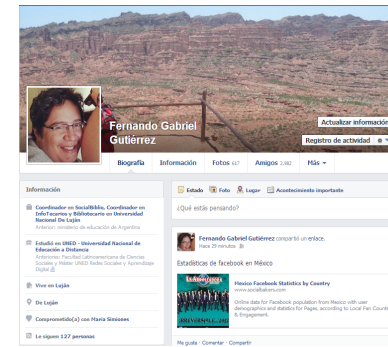 Fernando Gabriel
Gutiérrez
Actualizar información
Registro de actividad
Biografía Información Fotos 617 Amigos 2.982 Más
Información
Coordinador en SocialBiblio, Coordinador en
InfoTecarios y Bibliotecario en Universidad
Nacional De Luján
Anterior: ministerio de educación de Argentina
Estudió en UNED - Universidad Nacional de
Educación a Distancia
Anteriores: Facultad Latinoamericana de Ciencias
Sociales y Máster UNED Redes Sociales y Aprendizaje
Digital
Vive en Luján
De Luján
Comprometido(a) con María Simiones
Le siguen 127 personas
Estado Foto Lugar Acontecimiento importante
¿Qué estás pensando?
Fernando Gabriel Gutiérrez compartió un enlace.
Hace 29 minutos
Estadísticas de facebook en México
Mexico Facebook Statistics by Country
www.socialbakers.com
Online data for Facebook population from Mexico with user
demographics and statistics for Pages, according to Local Fan Count
& Engagement.
Me gusta · Comentar · Compartir